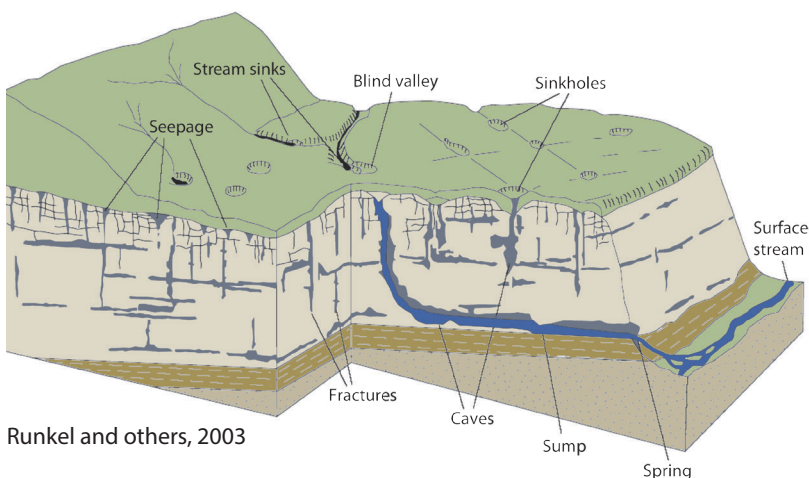 Stream sinks
Blind valley
Sinkholes
Seepage
Surface
stream
Fractures
Caves
Sump
Spring
Runkel and others, 2003